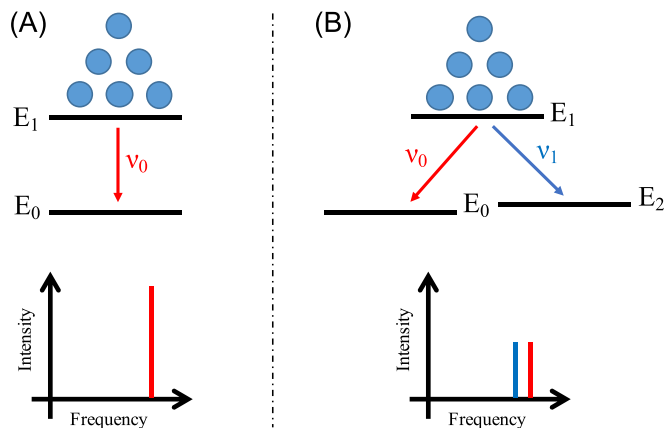 (A)
E₁
ν₀
E₀
Intensity
Frequency
(B)
E₁
ν₀
ν₁
E₀
E₂
Intensity
Frequency